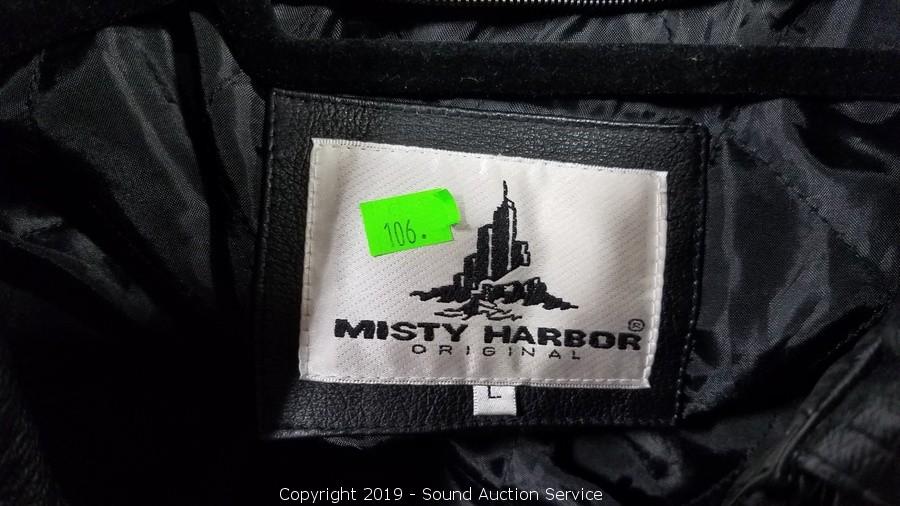 106.
MISTY HARBOR®
ORIGINAL
L
Copyright 2019 - Sound Auction Service